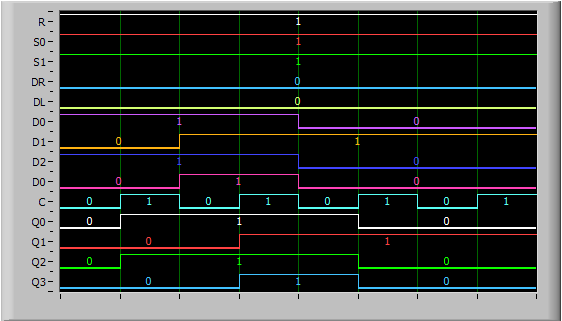 R 1
S0 1
S1 1
DR 0
DL 0
D0 1 0
D1 0 1
D2 1 0
D0 0 1 0
C 0 1 0 1 0 1 0 1
Q0 0 1 0
Q1 0 1
Q2 0 1 0
Q3 0 1 0